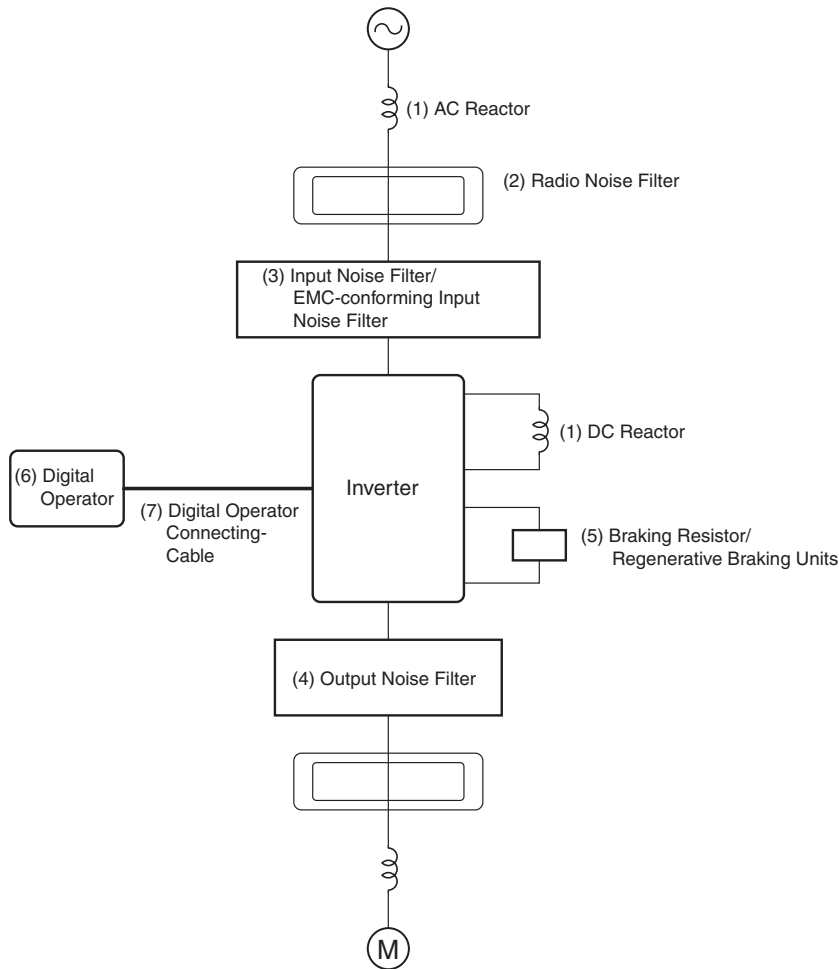 (1) AC Reactor
(2) Radio Noise Filter
(3) Input Noise Filter/
EMC-conforming Input
Noise Filter
(1) DC Reactor
Inverter
(6) Digital
Operator
(7) Digital Operator
Connecting-
Cable
(5) Braking Resistor/
Regenerative Braking Units
(4) Output Noise Filter
M